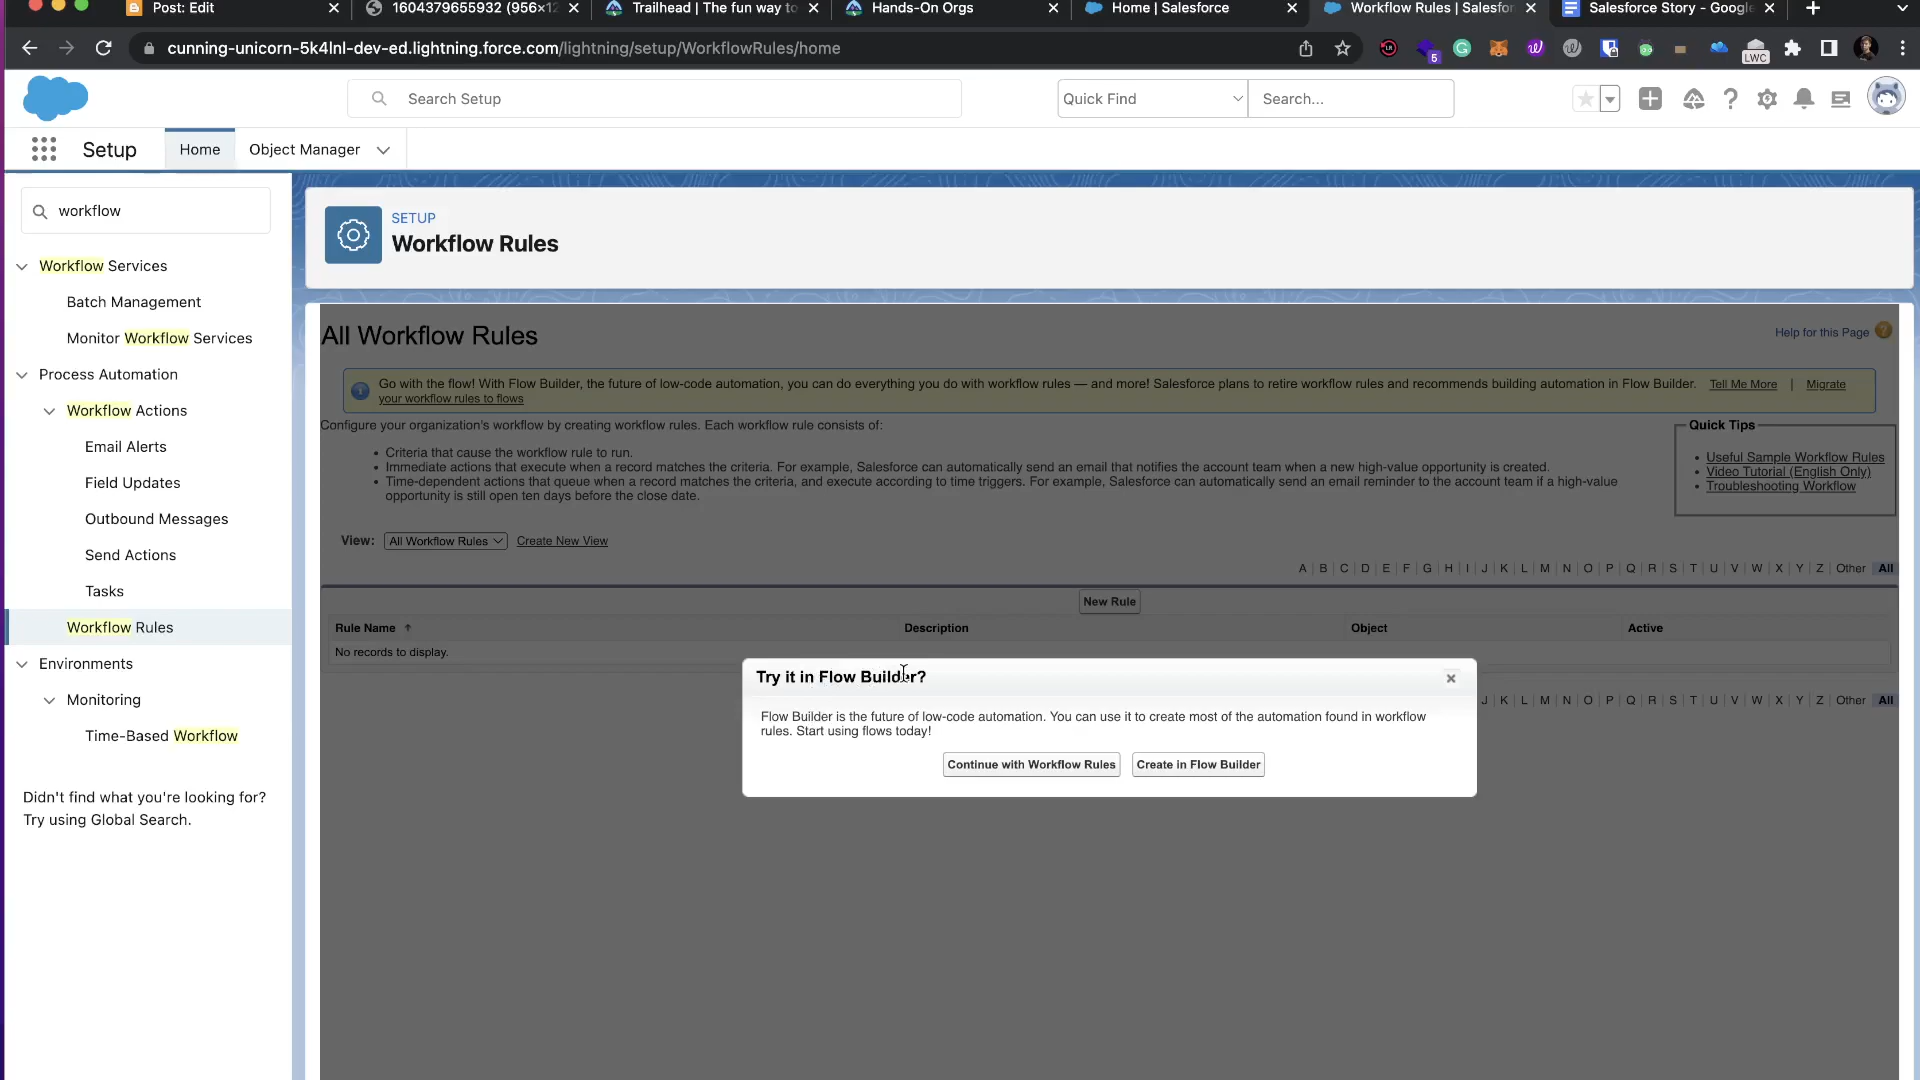 Post: Edit
1604379655932 (956×12
Trailhead | The fun way to
Hands-On Orgs
Home | Salesforce
Workflow Rules | Salesfor
Salesforce Story - Google
cunning-unicorn-5k4lnl-dev-ed.lightning.force.com/lightning/setup/WorkflowRules/home
5
LWC
Search Setup
Quick Find
Search...
Setup
Home
Object Manager
workflow
Workflow Services
Batch Management
Monitor Workflow Services
Process Automation
Workflow Actions
Email Alerts
Field Updates
Outbound Messages
Send Actions
Tasks
Workflow Rules
Environments
Monitoring
Time-Based Workflow
Didn't find what you're looking for?
Try using Global Search.
SETUP
Workflow Rules
All Workflow Rules
Help for this Page
Go with the flow! With Flow Builder, the future of low-code automation, you can do everything you do with workflow rules — and more! Salesforce plans to retire workflow rules and recommends building automation in Flow Builder. Tell Me More | Migrate
your workflow rules to flows
Configure your organization's workflow by creating workflow rules. Each workflow rule consists of:
• Criteria that cause the workflow rule to run.
• Immediate actions that execute when a record matches the criteria. For example, Salesforce can automatically send an email that notifies the account team when a new high-value opportunity is created.
• Time-dependent actions that queue when a record matches the criteria, and execute according to time triggers. For example, Salesforce can automatically send an email reminder to the account team if a high-value
opportunity is still open ten days before the close date.
Quick Tips
• Useful Sample Workflow Rules
• Video Tutorial (English Only)
• Troubleshooting Workflow
View: All Workflow Rules Create New View
A | B | C | D | E | F | G | H | I | J | K | L | M | N | O | P | Q | R | S | T | U | V | W | X | Y | Z | Other All
New Rule
Rule Name Description Object Active
No records to display.
Try it in Flow Builder?
Flow Builder is the future of low-code automation. You can use it to create most of the automation found in workflow
rules. Start using flows today!
Continue with Workflow Rules
Create in Flow Builder
J | K | L | M | N | O | P | Q | R | S | T | U | V | W | X | Y | Z | Other All